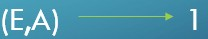 (E,A) → 1